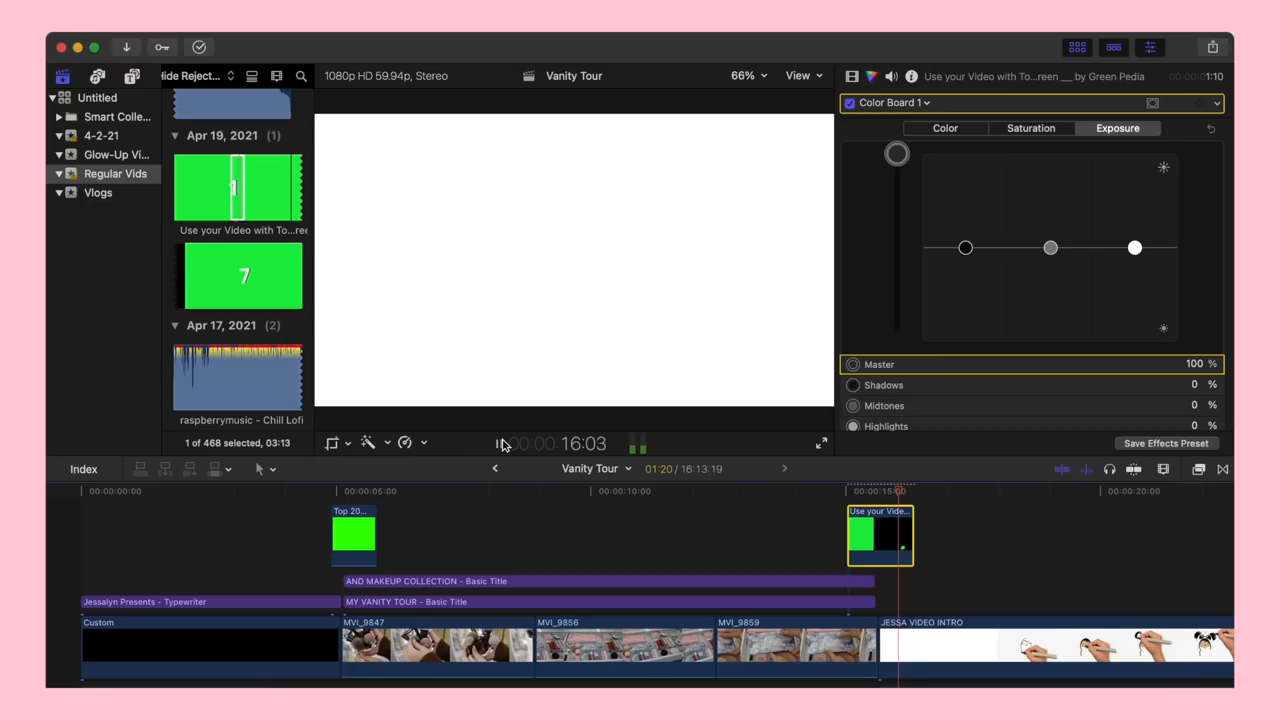 Hide Reject...
1080p HD 59.94p, Stereo
Vanity Tour
66%
View
Use your Video with To...reen __ by Green Pedia
1:10
Untitled
Smart Colle...
4-2-21
Glow-Up Vi...
Regular Vids
Vlogs
Apr 19, 2021 (1)
1
Use your Video with To...ree
7
Apr 17, 2021 (2)
raspberrymusic - Chill Lofi
1 of 468 selected, 03:13
00:00:00:16:03
Color Board 1
Color
Saturation
Exposure
Master
100 %
Shadows
0 %
Midtones
0 %
Highlights
0 %
Save Effects Preset
Index
Vanity Tour
01:20 / 16:13:19
00:00:00:00
00:00:05:00
00:00:10:00
00:00:15:00
00:00:20:00
Top 20...
Use your Vide...
AND MAKEUP COLLECTION - Basic Title
Jessalyn Presents - Typewriter
MY VANITY TOUR - Basic Title
Custom
MVI_9847
MVI_9856
MVI_9859
JESSA VIDEO INTRO